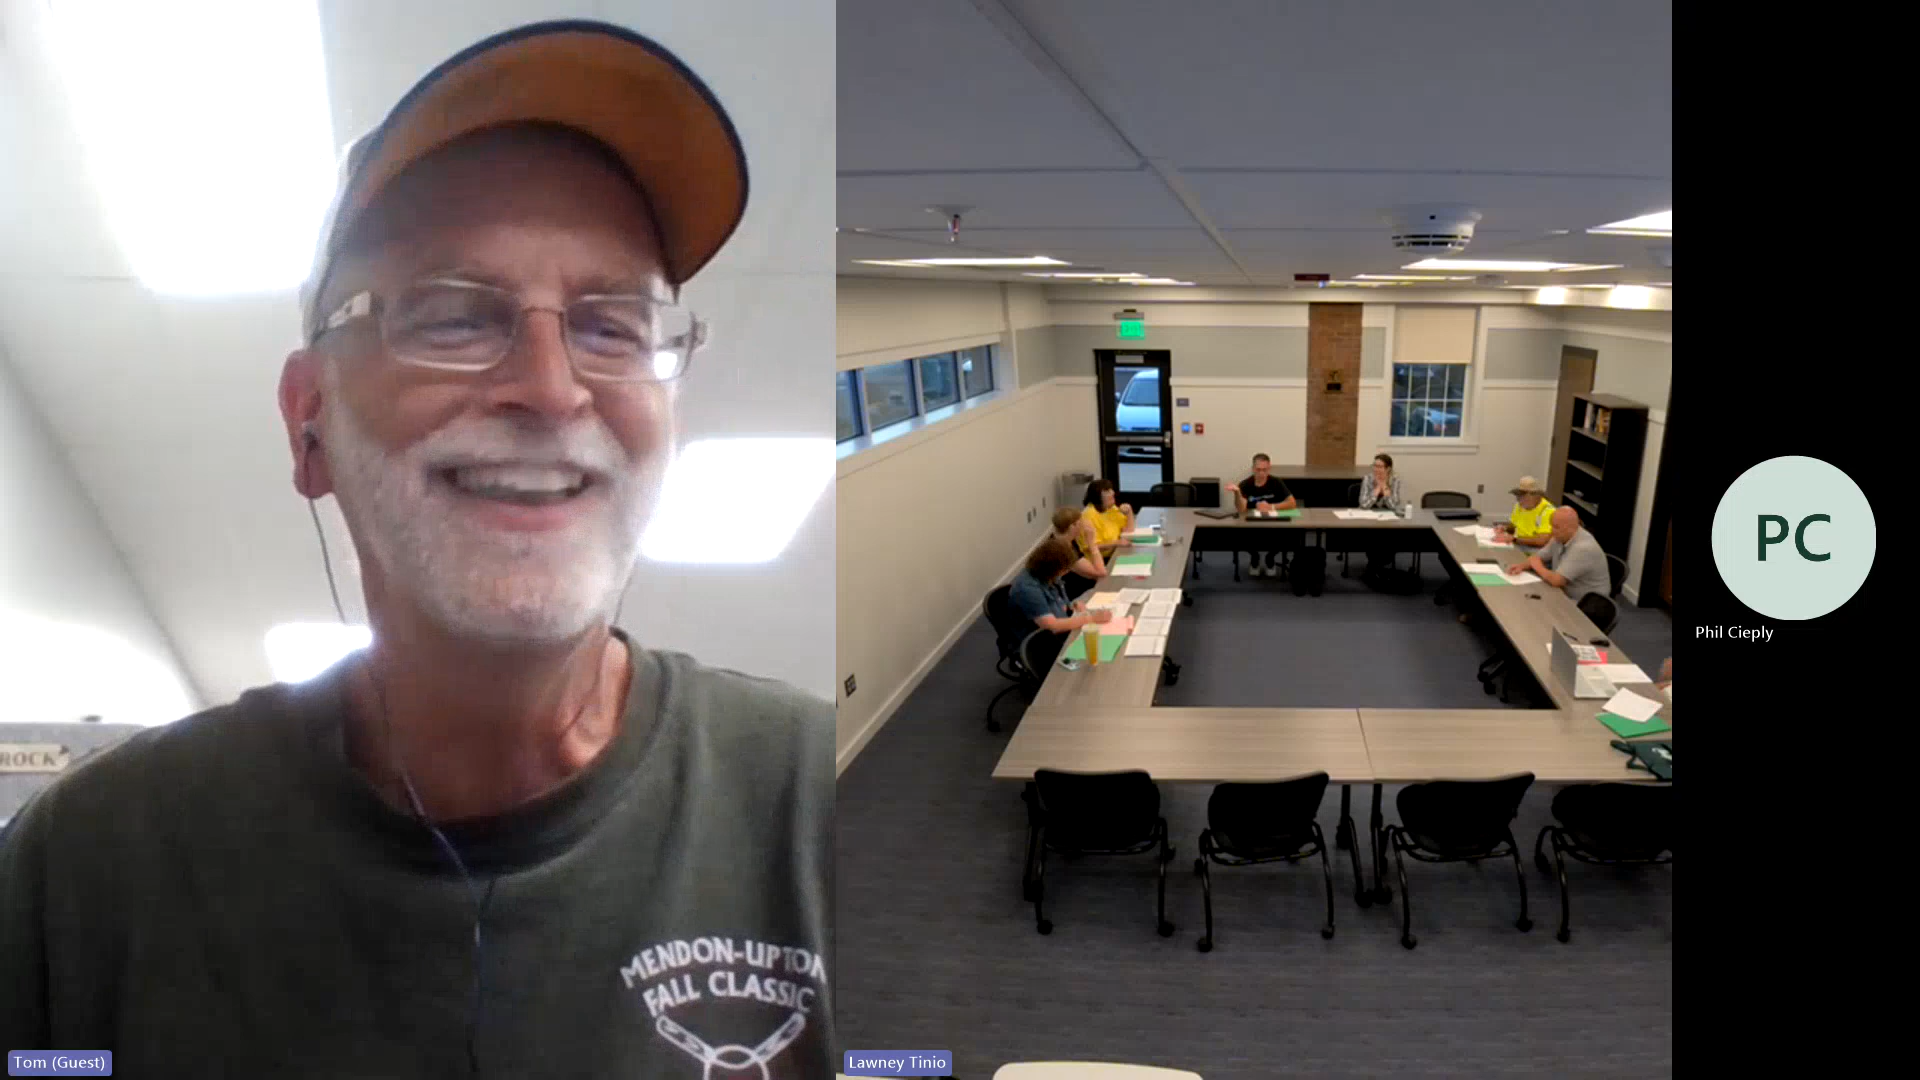 ROCK
MENDON-UPTON
FALL CLASSIC
Tom (Guest)
Lawney Tinio
PC
Phil Cieply